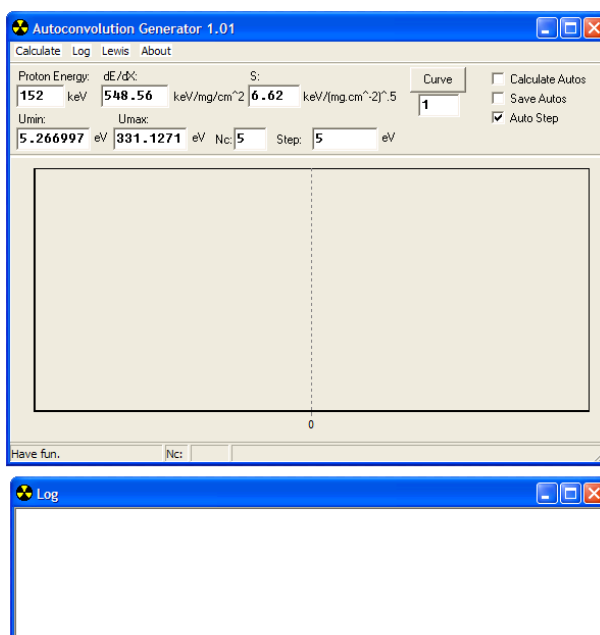 Autoconvolution Generator 1.01
Calculate Log Lewis About
Proton Energy: dE/dX: S:
152 keV 548.56 keV/mg/cm^2 6.62 keV/(mg.cm^-2)^.5
Curve
1
Calculate Autos
Save Autos
Auto Step
Umin: Umax:
5.266997 eV 331.1271 eV Nc: 5 Step: 5 eV
0
Have fun. Nc:
Log